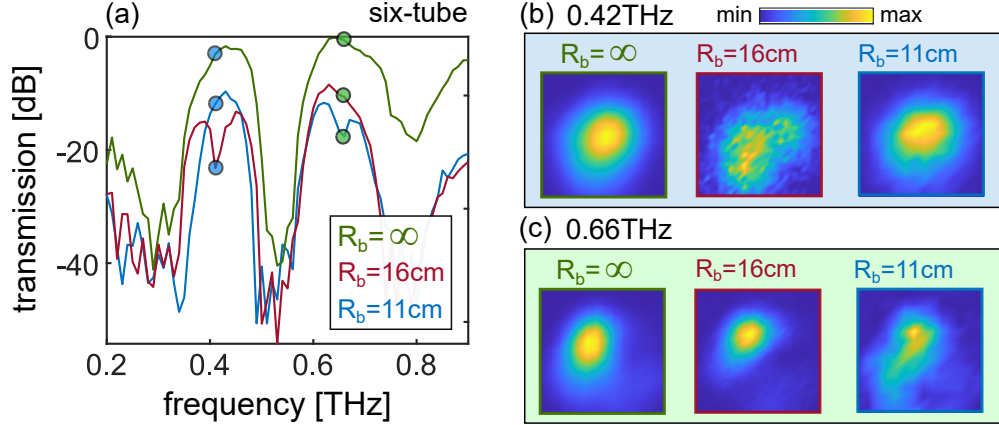 (a)
six-tube
0
-20
-40
transmission [dB]
R_b=∞
R_b=16cm
R_b=11cm
0.2
0.4
0.6
0.8
frequency [THz]
(b) 0.42THz
min
max
R_b=∞
R_b=16cm
R_b=11cm
(c) 0.66THz
R_b=∞
R_b=16cm
R_b=11cm